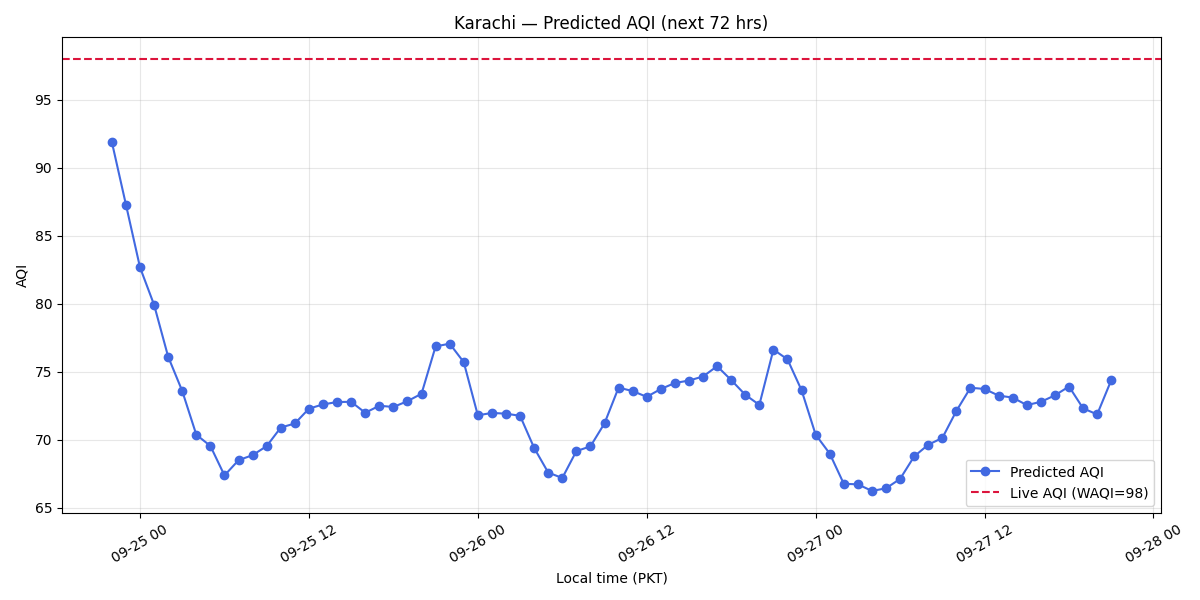 Karachi — Predicted AQI (next 72 hrs)
AQI
95
90
85
80
75
70
65
Predicted AQI
Live AQI (WAQI=98)
09-25 00
09-25 12
09-26 00
09-26 12
09-27 00
09-27 12
09-28 00
Local time (PKT)